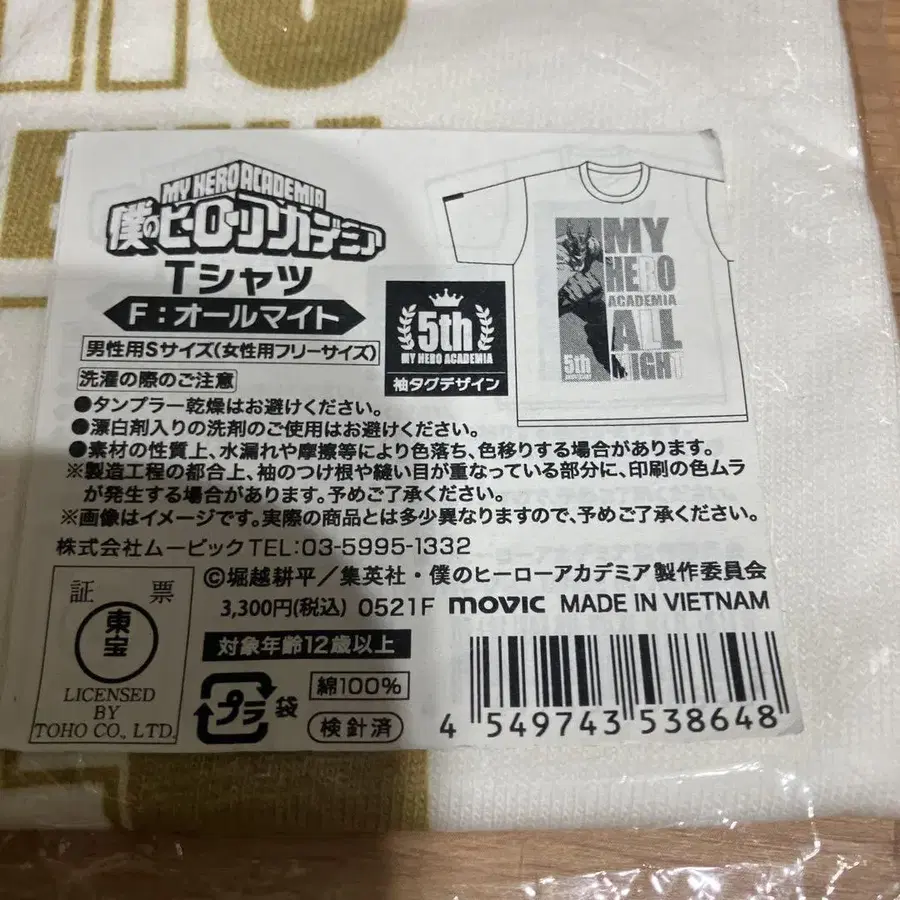 MY HERO ACADEMIA
僕のヒーローアカデミア
Tシャツ
F:オールマイト
男性用Sサイズ(女性用フリーサイズ)
5th
MY HERO ACADEMIA
袖タグデザイン
MY
HERO
ACADEMIA
ALL
MIGHT
5th
洗濯の際のご注意
●タンブラー乾燥はお避けください。
●漂白剤入りの洗剤のご使用はお避けください。
●素材の性質上、水濡れや摩擦等により色落ち、色移りする場合があります。
※製造工程の都合上、袖のつけ根や縫い目が重なっている部分に、印刷の色ムラ
が発生する場合があります。予めご了承ください。
※画像はイメージです。実際の商品とは多少異なりますので、予めご了承ください。
株式会社ムービック TEL:03-5995-1332
©堀越耕平/集英社・僕のヒーローアカデミア製作委員会
3,300円(税込) 0521F movic MADE IN VIETNAM
証票
東宝
LICENSED
BY
TOHO CO., LTD.
対象年齢12歳以上
プラ 袋
綿100%
検針済
4 549743 538648